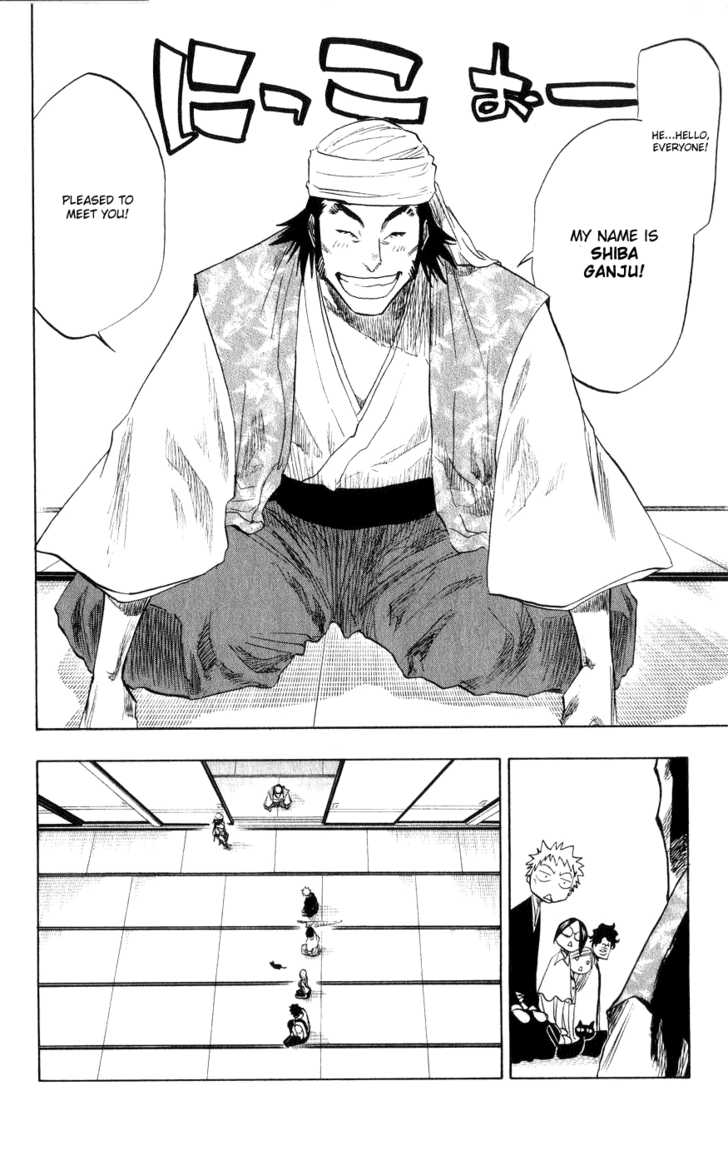 にっこぉー
HE...HELLO,
EVERYONE!
MY NAME IS
SHIBA
GANJU!
PLEASED TO
MEET YOU!